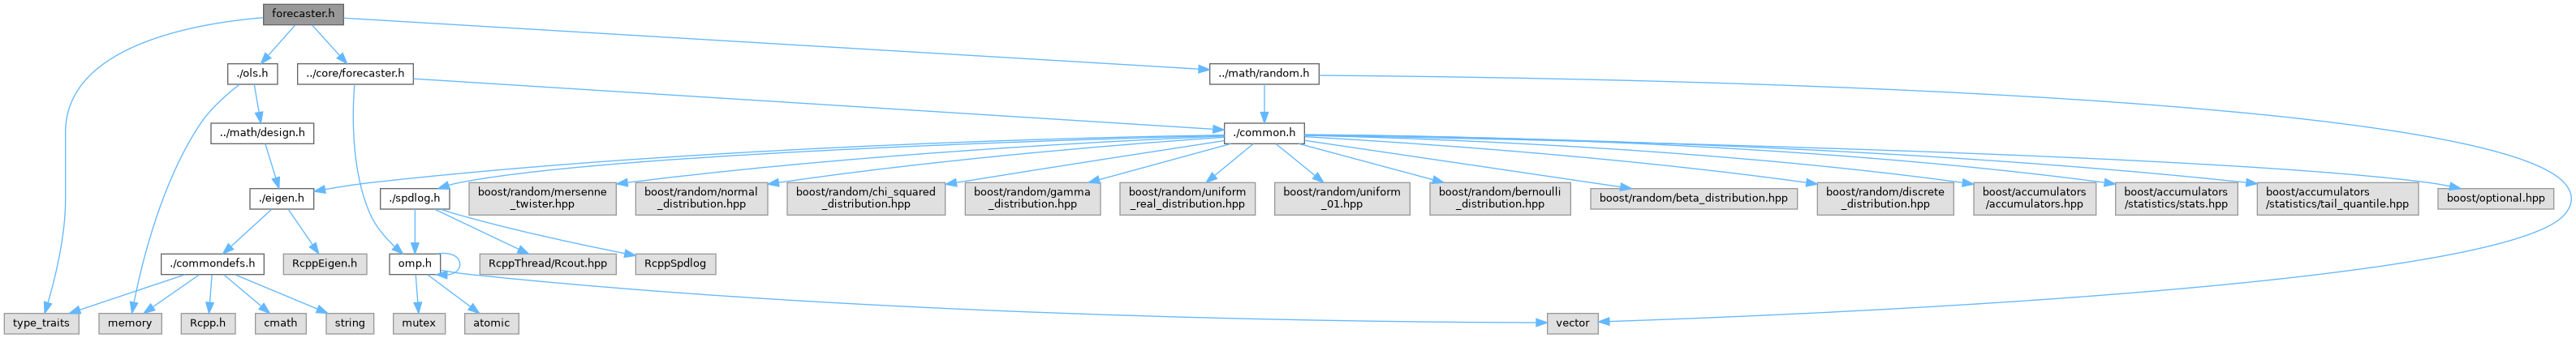 forecaster.h
./ols.h
../core/forecaster.h
../math/random.h
../math/design.h
./common.h
./eigen.h
./spdlog.h
boost/random/mersenne
_twister.hpp
boost/random/normal
_distribution.hpp
boost/random/chi_squared
_distribution.hpp
boost/random/gamma
_distribution.hpp
boost/random/uniform
_real_distribution.hpp
boost/random/uniform
_01.hpp
boost/random/bernoulli
_distribution.hpp
boost/random/beta_distribution.hpp
boost/random/discrete
_distribution.hpp
boost/accumulators
/accumulators.hpp
boost/accumulators
/statistics/stats.hpp
boost/accumulators
/statistics/tail_quantile.hpp
boost/optional.hpp
./commondefs.h
RcppEigen.h
omp.h
RcppThread/Rcout.hpp
RcppSpdlog
type_traits
memory
Rcpp.h
cmath
string
mutex
atomic
vector